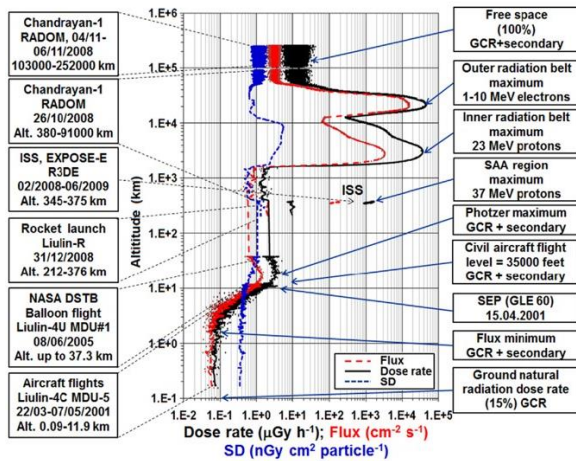 Chandrayan-1
RADOM, 04/11-
06/11/2008
103000-252000 km
Chandrayan-1
RADOM
26/10/2008
Alt. 380-91000 km
ISS, EXPOSE-E
R3DE
02/2008-06/2009
Alt. 345-375 km
Rocket launch
Liulin-R
31/12/2008
Alt. 212-376 km
NASA DSTB
Balloon flight
Liulin-4U MDU#1
08/06/2005
Alt. up to 37.3 km
Aircraft flights
Liulin-4C MDU-5
22/03-07/05/2001
Alt. 0.09-11.9 km
Altititude (km)
1.E+6
1.E+5
1.E+4
1.E+3
1.E+2
1.E+1
1.E+0
1.E-1
ISS
Flux
Dose rate
SD
1.E-2 1.E-1 1.E+0 1.E+1 1.E+2 1.E+3 1.E+4 1.E+5
Dose rate (µGy h-1); Flux (cm-2 s-1)
SD (nGy cm2 particle-1)
Free space
(100%)
GCR+secondary
Outer radiation belt
maximum
1-10 MeV electrons
Inner radiation belt
maximum
23 MeV protons
SAA region
maximum
37 MeV protons
Photzer maximum
GCR + secondary
Civil aircraft flight
level = 35000 feet
GCR + secondary
SEP (GLE 60)
15.04.2001
Flux minimum
GCR + secondary
Ground natural
radiation dose rate
(15%) GCR